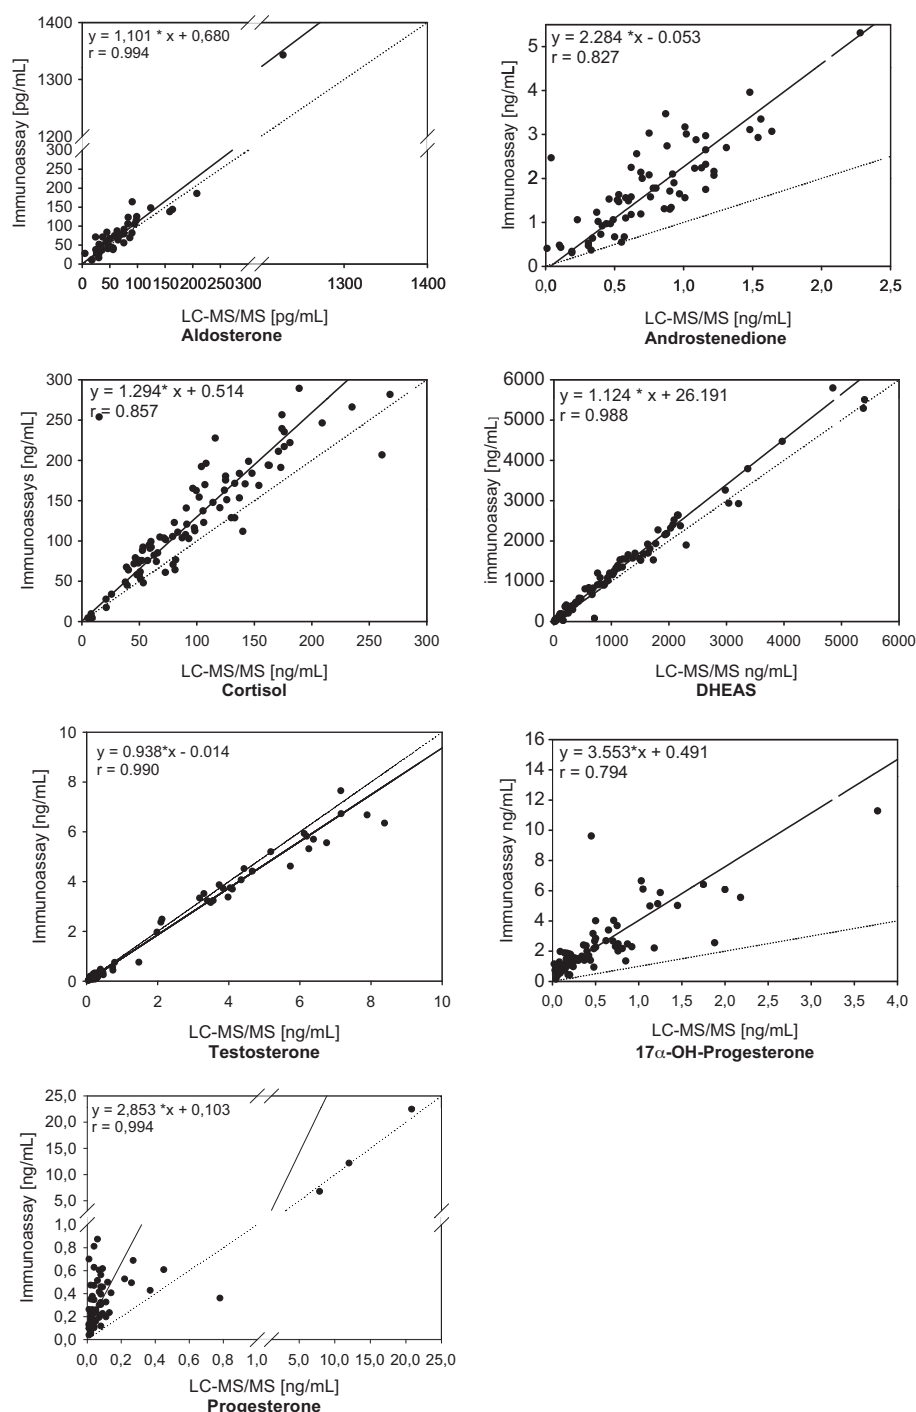 y = 1,101 * x + 0,680
r = 0.994
Immunoassay [pg/mL]
1400
1300
1200
300
250
200
150
100
50
0
0 50 100 150 200 250 300 1300 1400
LC-MS/MS [pg/mL]
Aldosterone
y = 2.284 *x - 0.053
r = 0.827
Immunoassay [ng/mL]
5
4
3
2
1
0
0,0 0,5 1,0 1,5 2,0 2,5
LC-MS/MS [ng/mL]
Androstenedione
y = 1.294* x + 0.514
r = 0.857
Immunoassays [ng/mL]
300
250
200
150
100
50
0
0 50 100 150 200 250 300
LC-MS/MS [ng/mL]
Cortisol
y = 1.124 * x + 26.191
r = 0.988
immunoassay [ng/mL]
6000
5000
4000
3000
2000
1000
0
0 1000 2000 3000 4000 5000 6000
LC-MS/MS ng/mL]
DHEAS
y = 0.938*x - 0.014
r = 0.990
Immunoassay [ng/mL]
10
8
6
4
2
0
0 2 4 6 8 10
LC-MS/MS [ng/mL]
Testosterone
y = 3.553*x + 0.491
r = 0.794
Immunoassay ng/mL]
16
14
12
10
8
6
4
2
0
0,0 0,5 1,0 1,5 2,0 2,5 3,0 3,5 4,0
LC-MS/MS ng/mL]
17α-OH-Progesterone
y = 2,853 *x + 0,103
r = 0,994
Immunoassay [ng/mL]
25,0
20,0
15,0
10,0
5,0
1,0
0,8
0,6
0,4
0,2
0,0
0,0 0,2 0,4 0,6 0,8 1,0 5,0 10,0 15,0 20,0 25,0
LC-MS/MS [ng/mL]
Progesterone